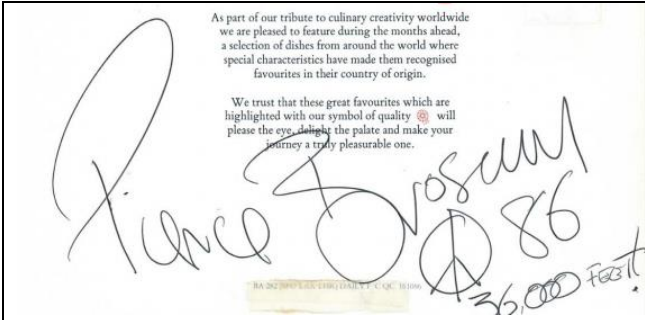 As part of our tribute to culinary creativity worldwide
we are pleased to feature during the months ahead,
a selection of dishes from around the world where
special characteristics have made them recognised
favourites in their country of origin.
We trust that these great favourites which are
highlighted with our symbol of quality will
please the eye, delight the palate and make your
journey a truly pleasurable one.
Pierce Brosnan
86
36,000 FEET!
BA 282